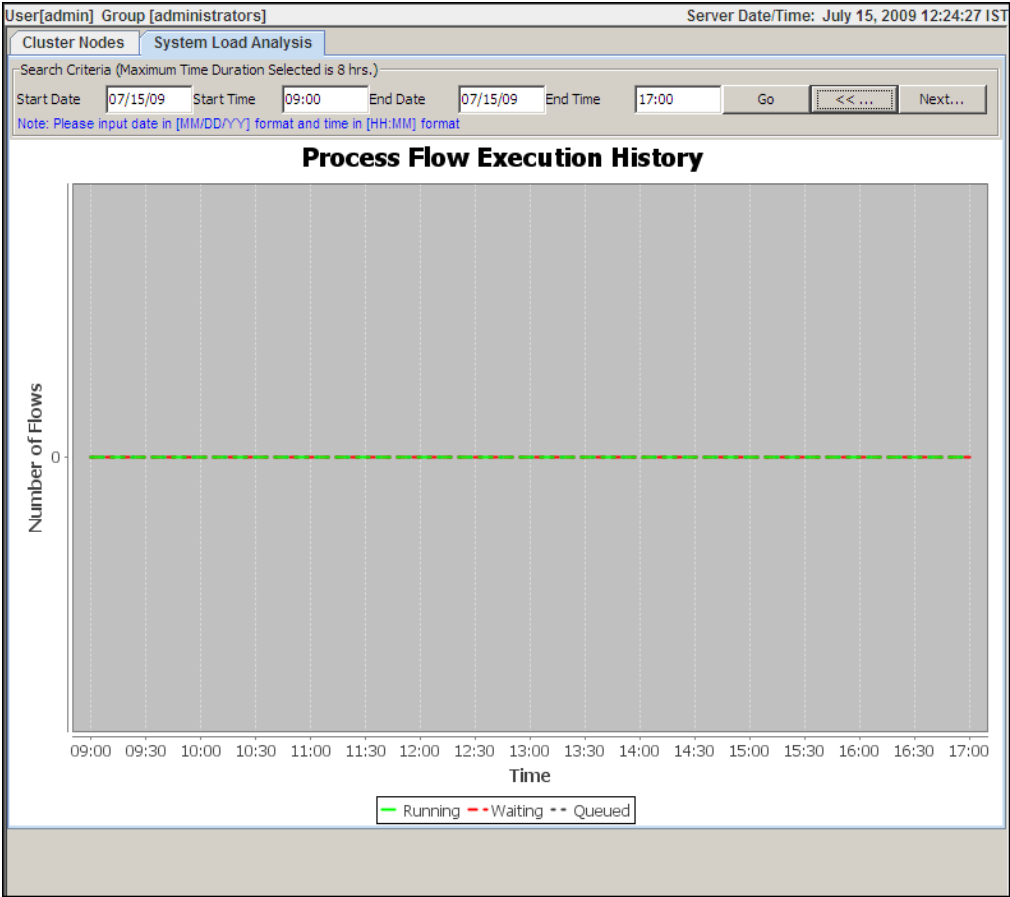 User[admin] Group [administrators] Server Date/Time: July 15, 2009 12:24:27 IST
Cluster Nodes System Load Analysis
Search Criteria (Maximum Time Duration Selected is 8 hrs.)
Start Date 07/15/09 Start Time 09:00 End Date 07/15/09 End Time 17:00 Go << ... Next...
Note: Please input date in [MM/DD/YY] format and time in [HH:MM] format
Process Flow Execution History
Number of Flows
0
09:00 09:30 10:00 10:30 11:00 11:30 12:00 12:30 13:00 13:30 14:00 14:30 15:00 15:30 16:00 16:30 17:00
Time
Running Waiting Queued